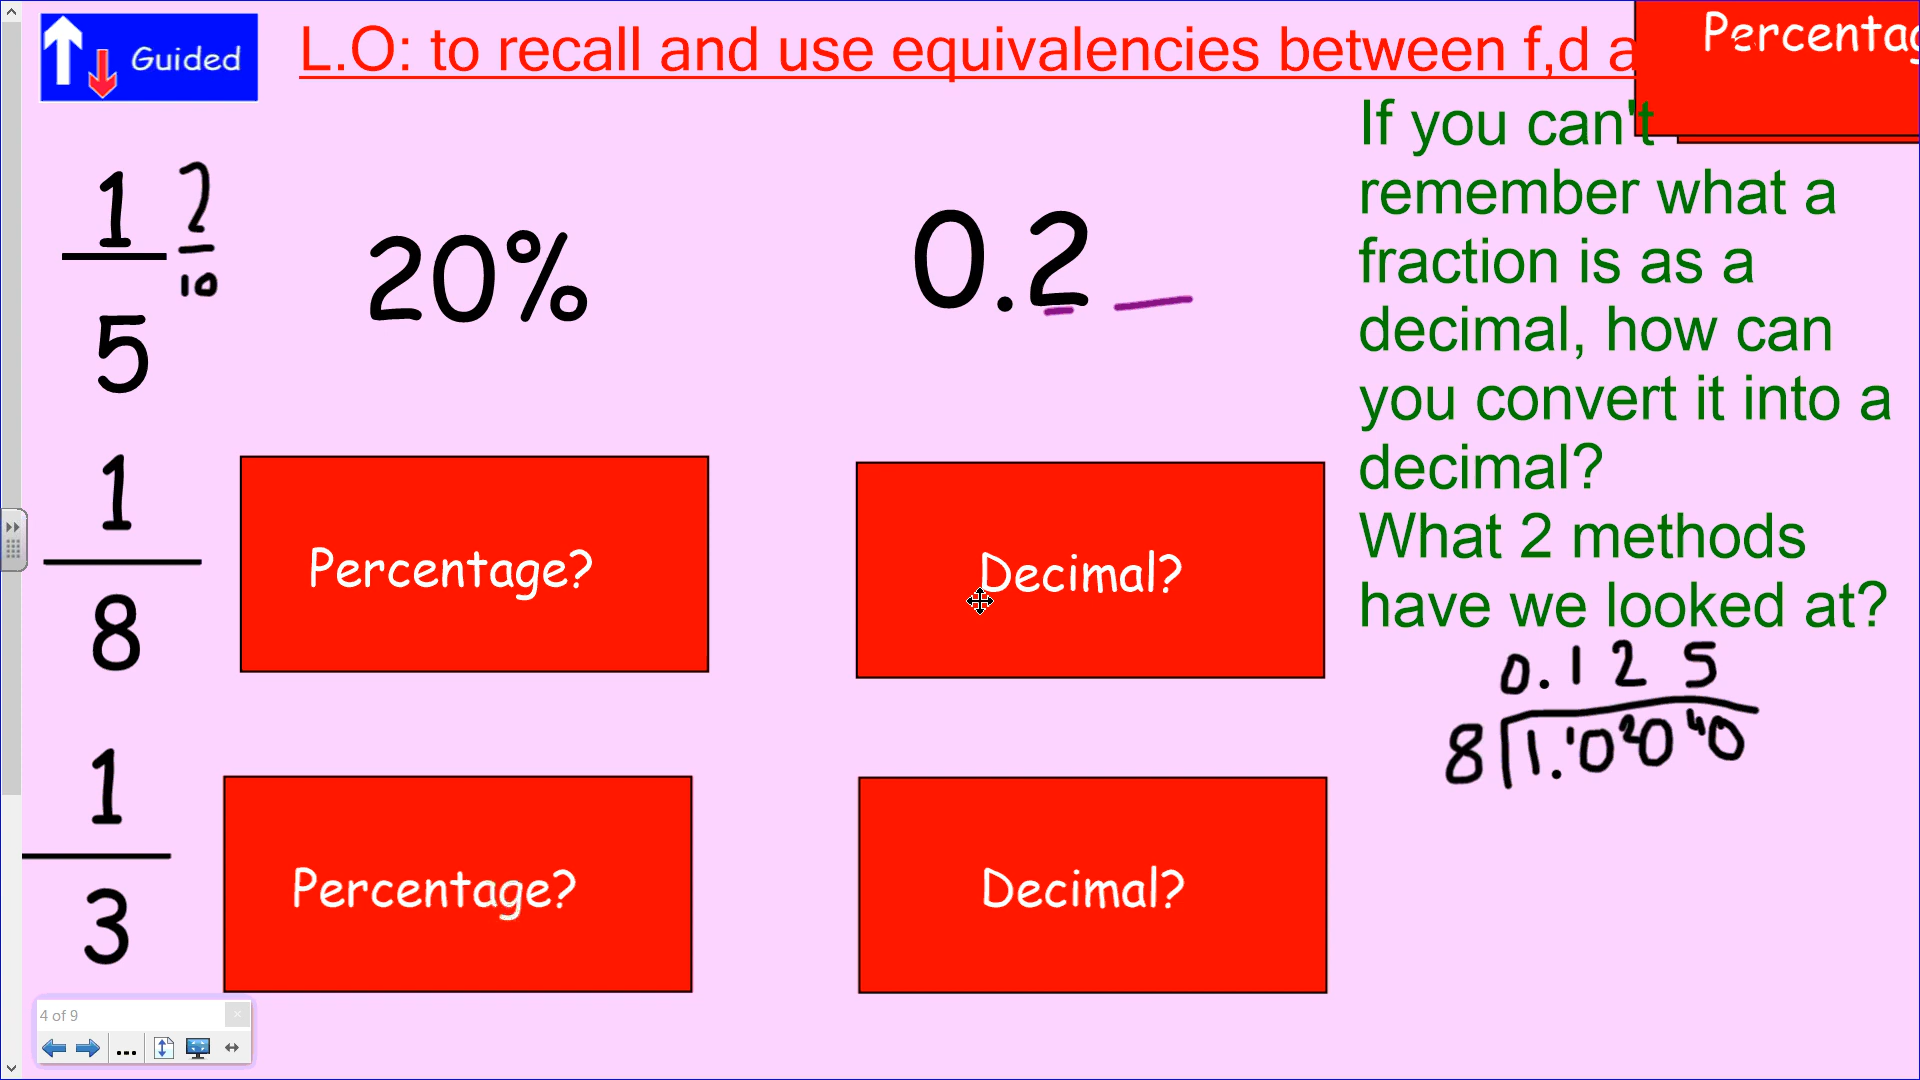 Guided
L.O: to recall and use equivalencies between f,d a
Percentag
If you can't
remember what a
fraction is as a
decimal, how can
you convert it into a
decimal?
What 2 methods
have we looked at?
1
5
2
10
20%
0.2
1
8
Percentage?
Decimal?
0.125
8 1.¹0²0⁴0
1
3
Percentage?
Decimal?
4 of 9